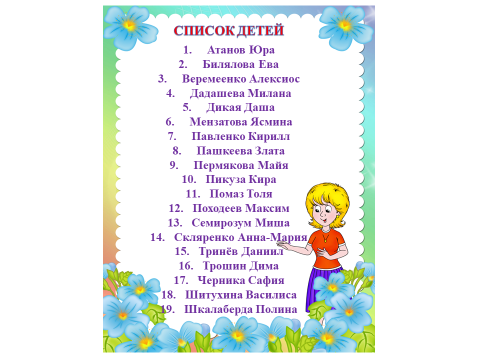 СПИСОК ДЕТЕЙ
1. Атанов Юра
2. Билялова Ева
3. Веремеенко Алексиос
4. Дадашева Милана
5. Дикая Даша
6. Мензатова Ясмина
7. Павленко Кирилл
8. Пашкеева Злата
9. Пермякова Майя
10. Пикуза Кира
11. Помаз Толя
12. Походеев Максим
13. Семирозум Миша
14. Скляренко Анна-Мария
15. Тринёв Даниил
16. Трошин Дима
17. Черника Сафия
18. Шитухина Василиса
19. Шкалаберда Полина